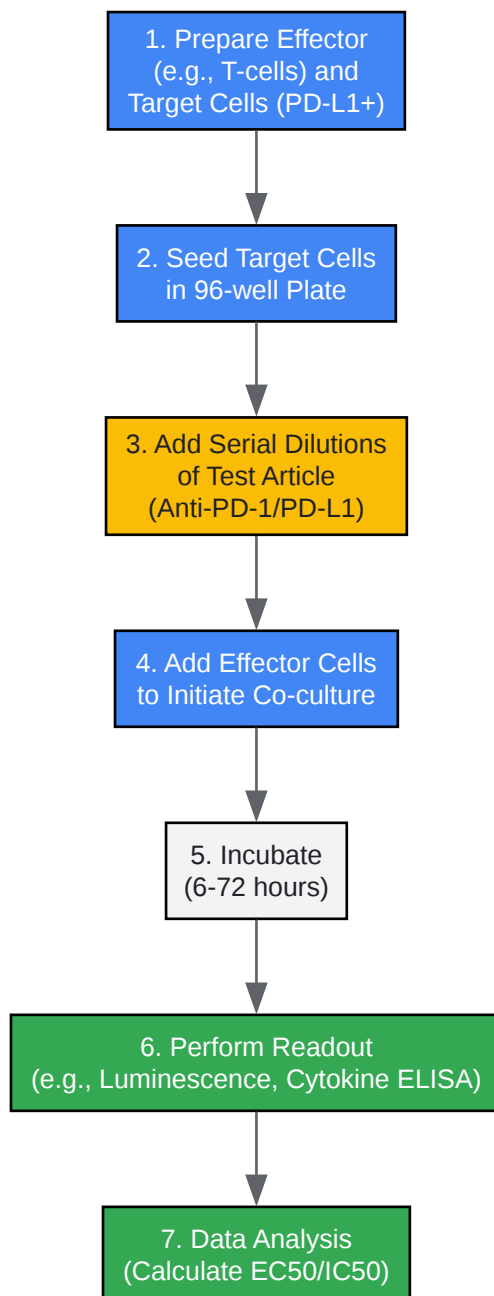 1. Prepare Effector
(e.g., T-cells) and
Target Cells (PD-L1+)
2. Seed Target Cells
in 96-well Plate
3. Add Serial Dilutions
of Test Article
(Anti-PD-1/PD-L1)
4. Add Effector Cells
to Initiate Co-culture
5. Incubate
(6-72 hours)
6. Perform Readout
(e.g., Luminescence, Cytokine ELISA)
7. Data Analysis
(Calculate EC50/IC50)